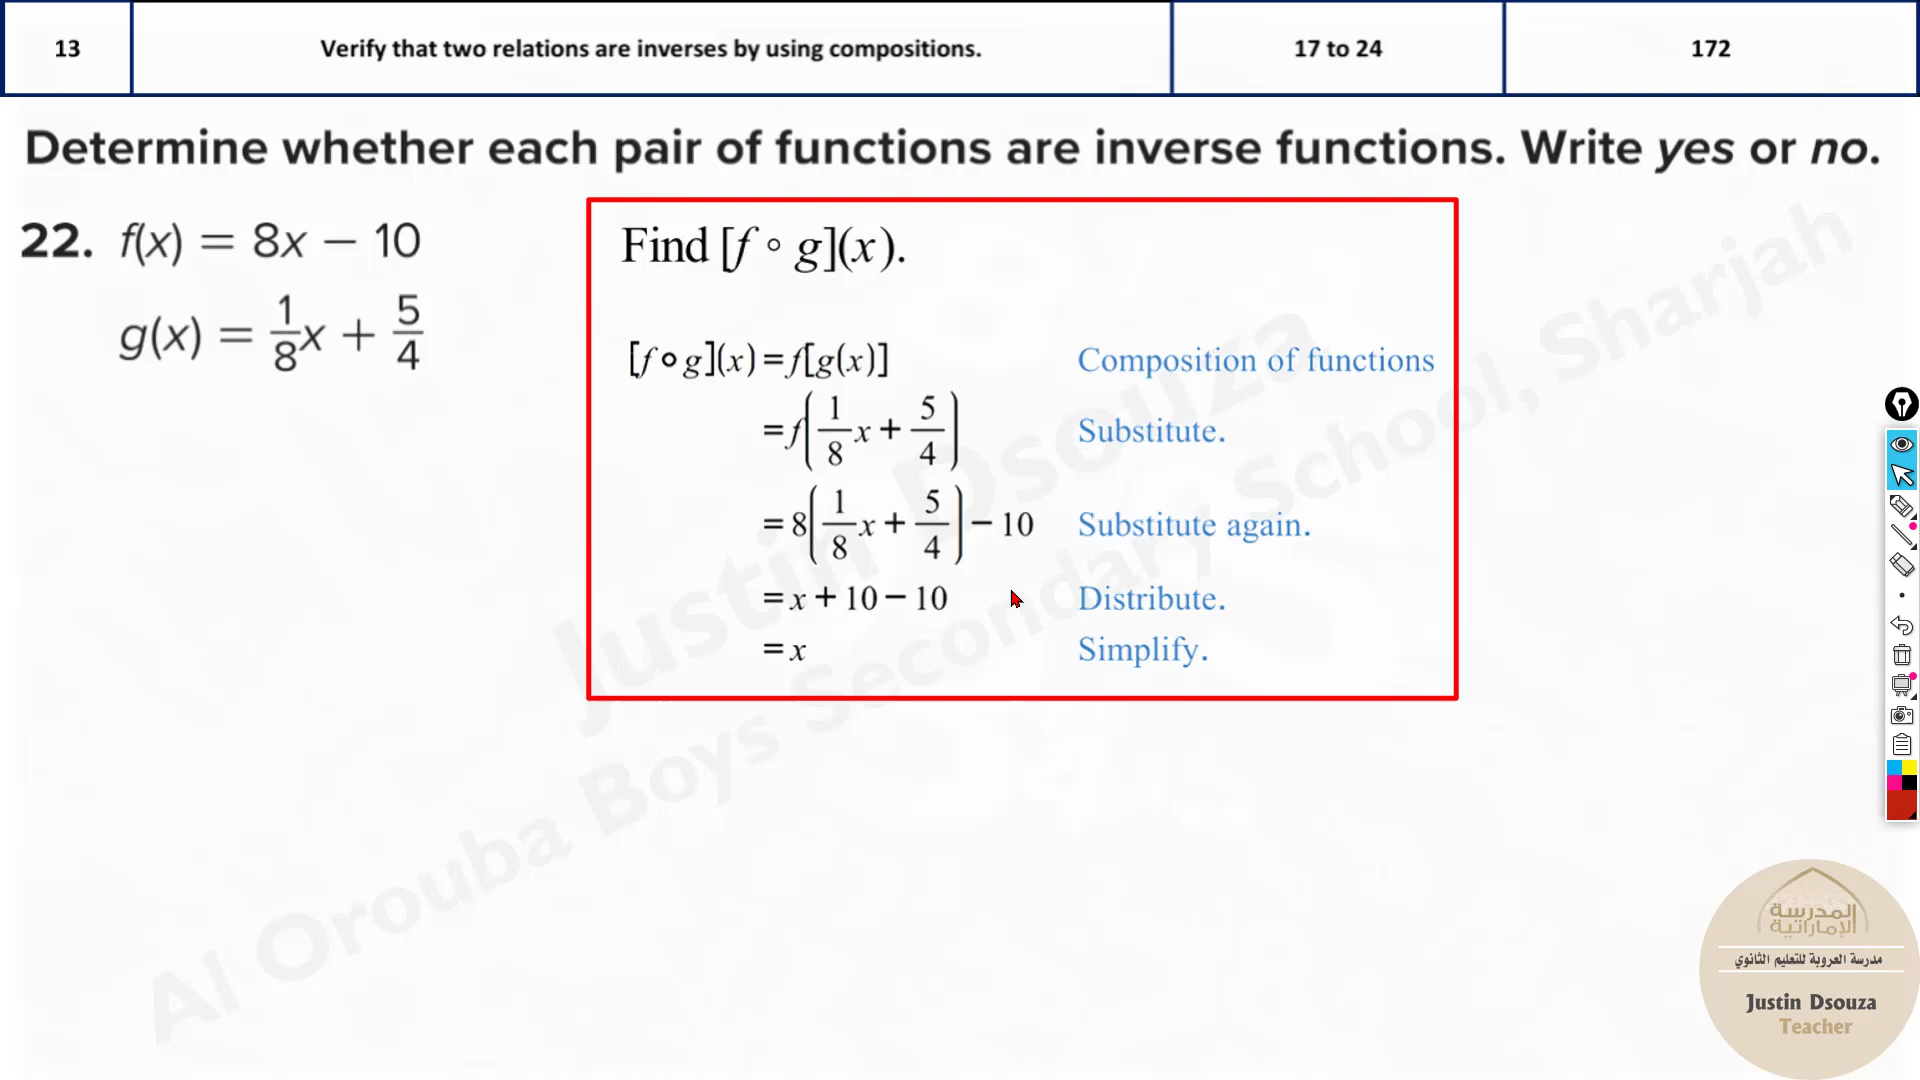 13 Verify that two relations are inverses by using compositions. 17 to 24 172
Determine whether each pair of functions are inverse functions. Write yes or no.
22. f(x) = 8x − 10
g(x) = 1/8 x + 5/4
Find [f ∘ g](x).
[f ∘ g](x) = f[g(x)] Composition of functions
= f(1/8 x + 5/4) Substitute.
= 8(1/8 x + 5/4) − 10 Substitute again.
= x + 10 − 10 Distribute.
= x Simplify.
Justin Dsouza
Al Orouba Boys Secondary School, Sharjah
المدرسة
الإماراتية
مدرسة العروبة للتعليم الثانوي
Justin Dsouza
Teacher